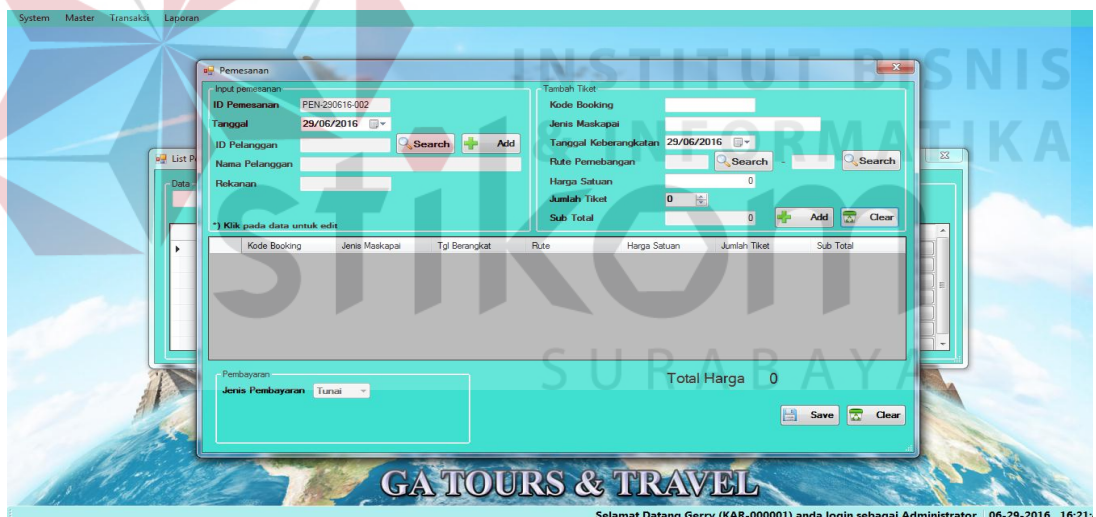 System Master Transaksi Laporan
INSTITUT BISNIS
& INFORMATIKA
stikom
SURABAYA
List P
Data
Pemesanan
Input pemesanan
ID Pemesanan PEN-290616-002
Tanggal 29/06/2016
ID Pelanggan Search Add
Nama Pelanggan
Rekanan
*) Klik pada data untuk edit
Tambah Tiket
Kode Booking
Jenis Maskapai
Tanggal Keberangkatan 29/06/2016
Rute Pernebangan Search - Search
Harga Satuan 0
Jumlah Tiket 0
Sub Total 0 Add Clear
Kode Booking Jenis Maskapai Tgl Berangkat Rute Harga Satuan Jumlah Tiket Sub Total
Pembayaran
Jenis Pembayaran Tunai
Total Harga 0
Save Clear
GA TOURS & TRAVEL
Selamat Datang Gerry (KAR-000001) anda login sebagai Administrator 06-29-2016 16:21: